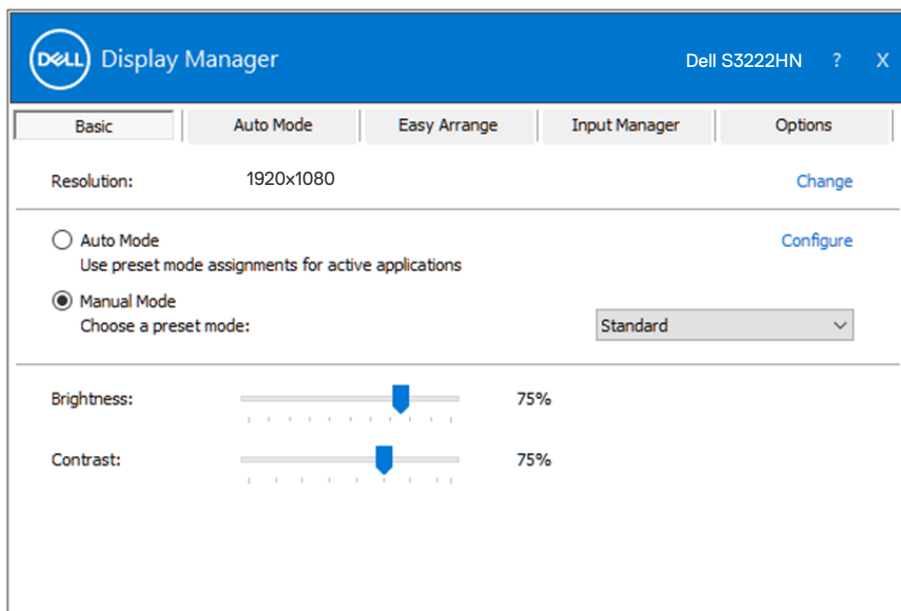 DELL Display Manager Dell S3222HN ? X
Basic Auto Mode Easy Arrange Input Manager Options
Resolution: 1920x1080 Change
Auto Mode Configure
Use preset mode assignments for active applications
Manual Mode
Choose a preset mode: Standard
Brightness: 75%
Contrast: 75%